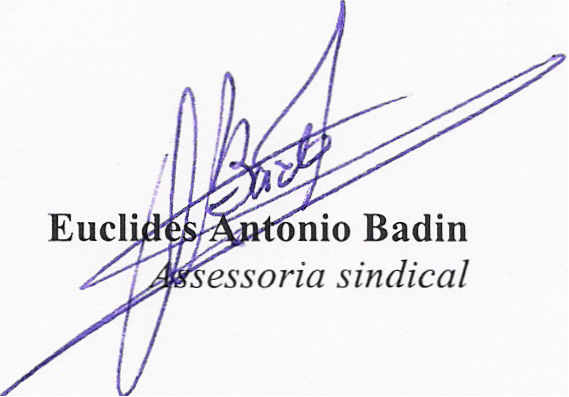 Euclides Antonio Badin
Assessoria sindical